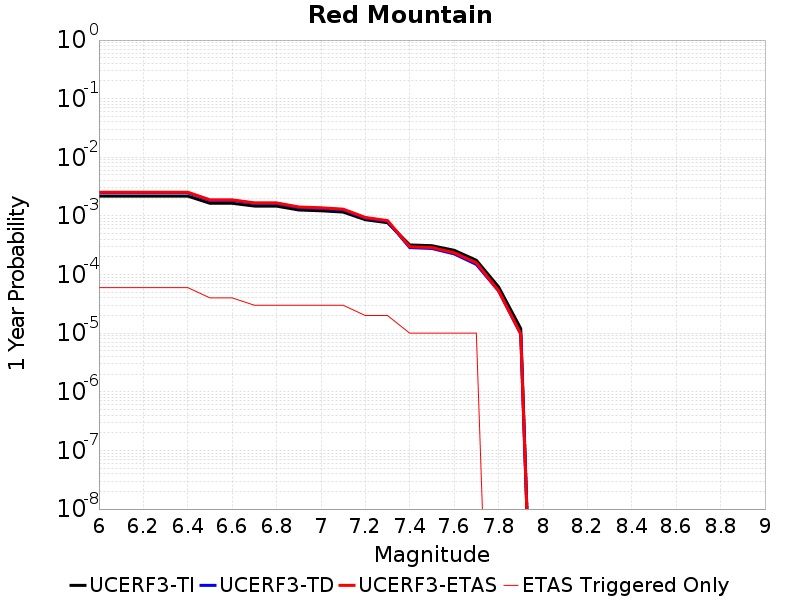 Red Mountain
1 Year Probability
10^0
10^-1
10^-2
10^-3
10^-4
10^-5
10^-6
10^-7
10^-8
6 6.2 6.4 6.6 6.8 7 7.2 7.4 7.6 7.8 8 8.2 8.4 8.6 8.8 9
Magnitude
UCERF3-TI UCERF3-TD UCERF3-ETAS ETAS Triggered Only